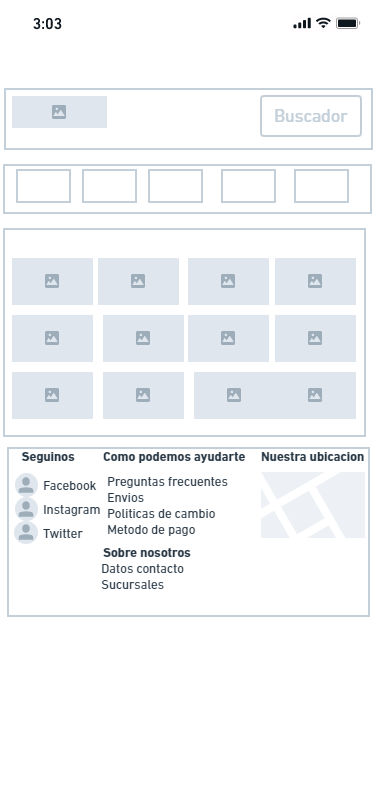 3:03
Buscador
Seguinos
Facebook
Instagram
Twitter
Como podemos ayudarte
Preguntas frecuentes
Envios
Politicas de cambio
Metodo de pago
Sobre nosotros
Datos contacto
Sucursales
Nuestra ubicacion